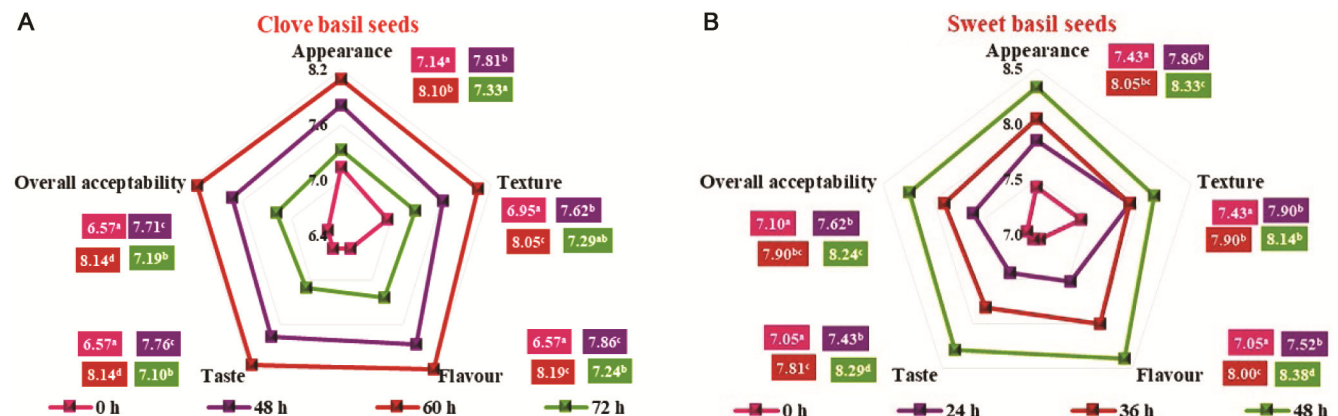 A
Clove basil seeds
Appearance
8.2
7.6
7.0
6.4
7.14ᵃ 7.81ᵇ
8.10ᵇ 7.33ᵃ
Overall acceptability
6.57ᵃ 7.71ᶜ
8.14ᵈ 7.19ᵇ
Texture
6.95ᵃ 7.62ᵇ
8.05ᶜ 7.29ᵃᵇ
6.57ᵃ 7.76ᶜ
8.14ᵈ 7.10ᵇ
Taste
Flavour
6.57ᵃ 7.86ᶜ
8.19ᶜ 7.24ᵇ
0 h 48 h 60 h 72 h
B
Sweet basil seeds
Appearance
8.5
8.0
7.5
7.0
7.43ᵃ 7.86ᵇ
8.05ᵇᶜ 8.33ᶜ
Overall acceptability
7.10ᵃ 7.62ᵇ
7.90ᵇᶜ 8.24ᶜ
Texture
7.43ᵃ 7.90ᵇ
7.90ᵇ 8.14ᵇ
7.05ᵃ 7.43ᵇ
7.81ᶜ 8.29ᵈ
Taste
Flavour
7.05ᵃ 7.52ᵇ
8.00ᶜ 8.38ᵈ
0 h 24 h 36 h 48 h